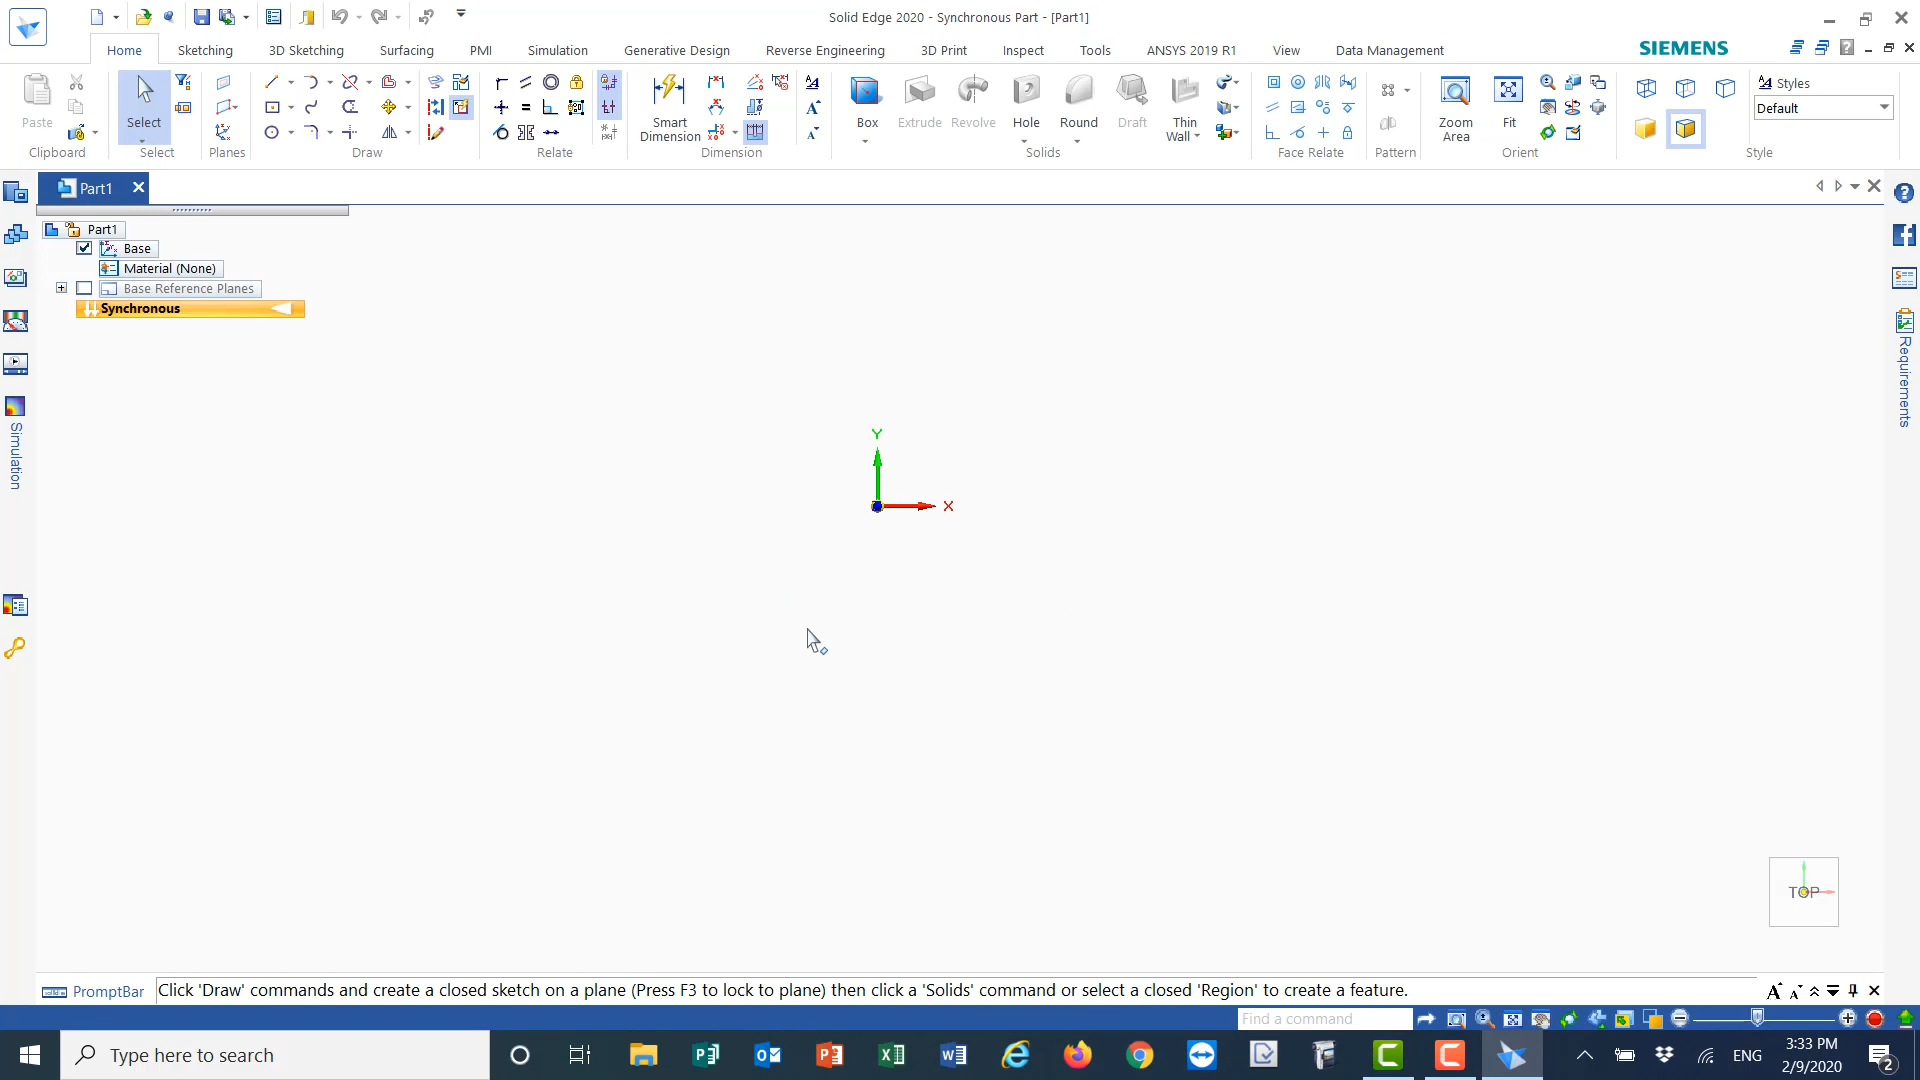 Solid Edge 2020 - Synchronous Part - [Part1]
Home Sketching 3D Sketching Surfacing PMI Simulation Generative Design Reverse Engineering 3D Print Inspect Tools ANSYS 2019 R1 View Data Management SIEMENS
Paste Select Smart Dimension Box Extrude Revolve Hole Round Draft Thin Wall Zoom Area Fit Styles
Default
Clipboard Select Planes Draw Relate Dimension Solids Face Relate Pattern Orient Style
Part1
Part1
Base
Material (None)
Base Reference Planes
Synchronous
Simulation
Requirements
Y
X
TOP
PromptBar Click 'Draw' commands and create a closed sketch on a plane (Press F3 to lock to plane) then click a 'Solids' command or select a closed 'Region' to create a feature.
Find a command
Type here to search
ENG
3:33 PM
2/9/2020
2